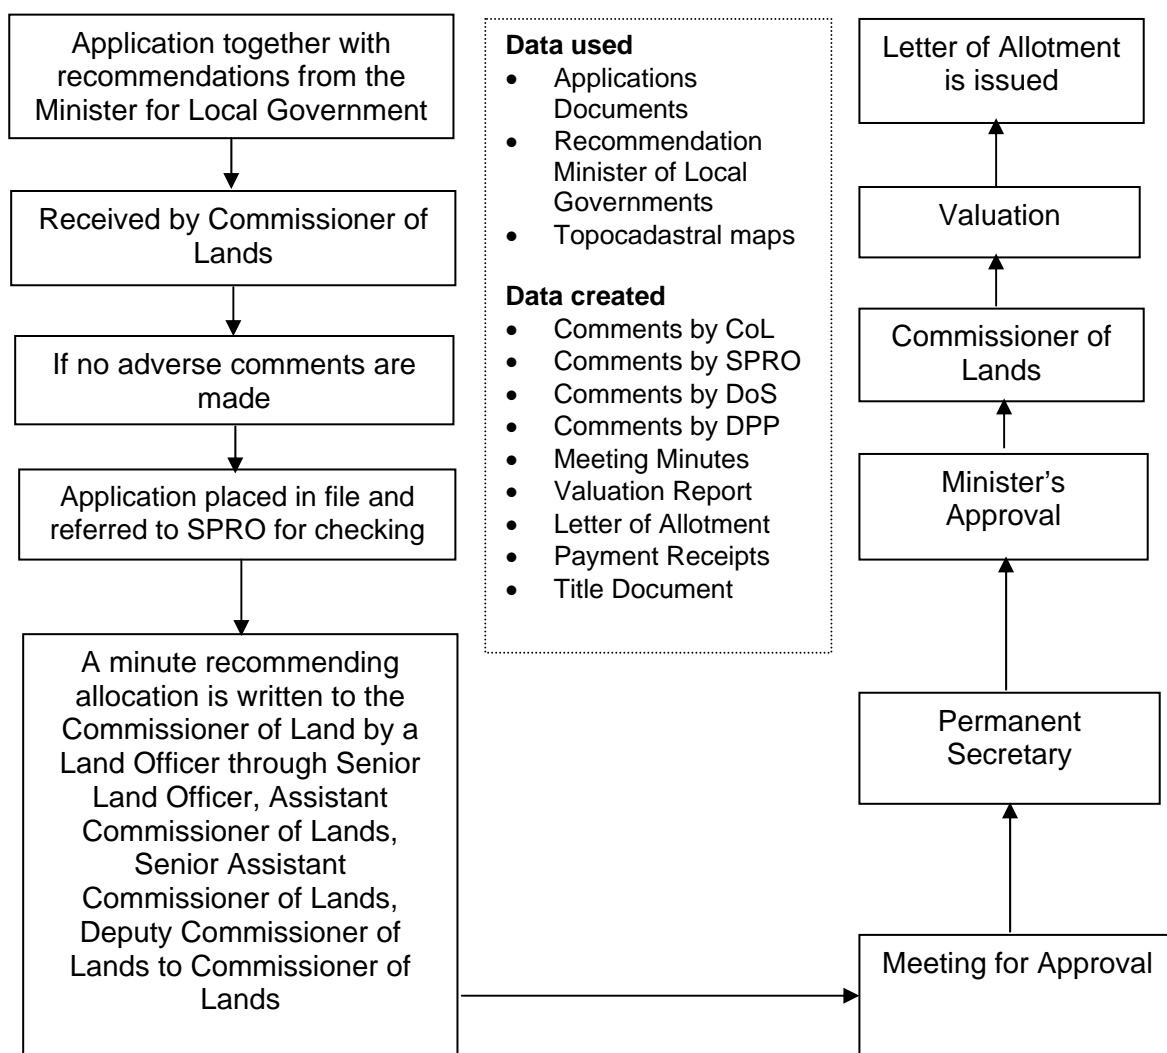 Application together with
recommendations from the
Minister for Local Government
Received by Commissioner of
Lands
If no adverse comments are
made
Application placed in file and
referred to SPRO for checking
A minute recommending
allocation is written to the
Commissioner of Land by a
Land Officer through Senior
Land Officer, Assistant
Commissioner of Lands,
Senior Assistant
Commissioner of Lands,
Deputy Commissioner of
Lands to Commissioner of
Lands
Data used
• Applications
Documents
• Recommendation
Minister of Local
Governments
• Topocadastral maps
Data created
• Comments by CoL
• Comments by SPRO
• Comments by DoS
• Comments by DPP
• Meeting Minutes
• Valuation Report
• Letter of Allotment
• Payment Receipts
• Title Document
Letter of Allotment
is issued
Valuation
Commissioner of
Lands
Minister’s
Approval
Permanent
Secretary
Meeting for Approval